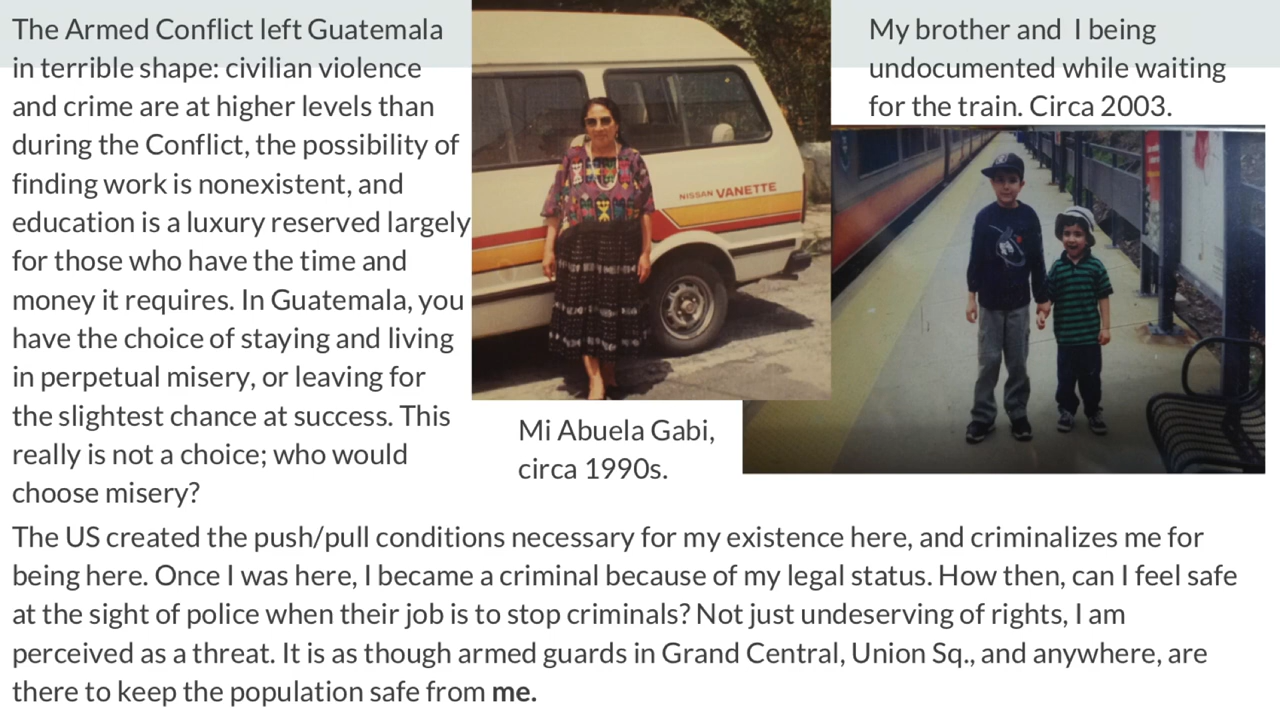 The Armed Conflict left Guatemala
in terrible shape: civilian violence
and crime are at higher levels than
during the Conflict, the possibility of
finding work is nonexistent, and
education is a luxury reserved largely
for those who have the time and
money it requires. In Guatemala, you
have the choice of staying and living
in perpetual misery, or leaving for
the slightest chance at success. This
really is not a choice; who would
choose misery?
NISSAN VANETTE
Mi Abuela Gabi,
circa 1990s.
My brother and I being
undocumented while waiting
for the train. Circa 2003.
The US created the push/pull conditions necessary for my existence here, and criminalizes me for
being here. Once I was here, I became a criminal because of my legal status. How then, can I feel safe
at the sight of police when their job is to stop criminals? Not just undeserving of rights, I am
perceived as a threat. It is as though armed guards in Grand Central, Union Sq., and anywhere, are
there to keep the population safe from me.